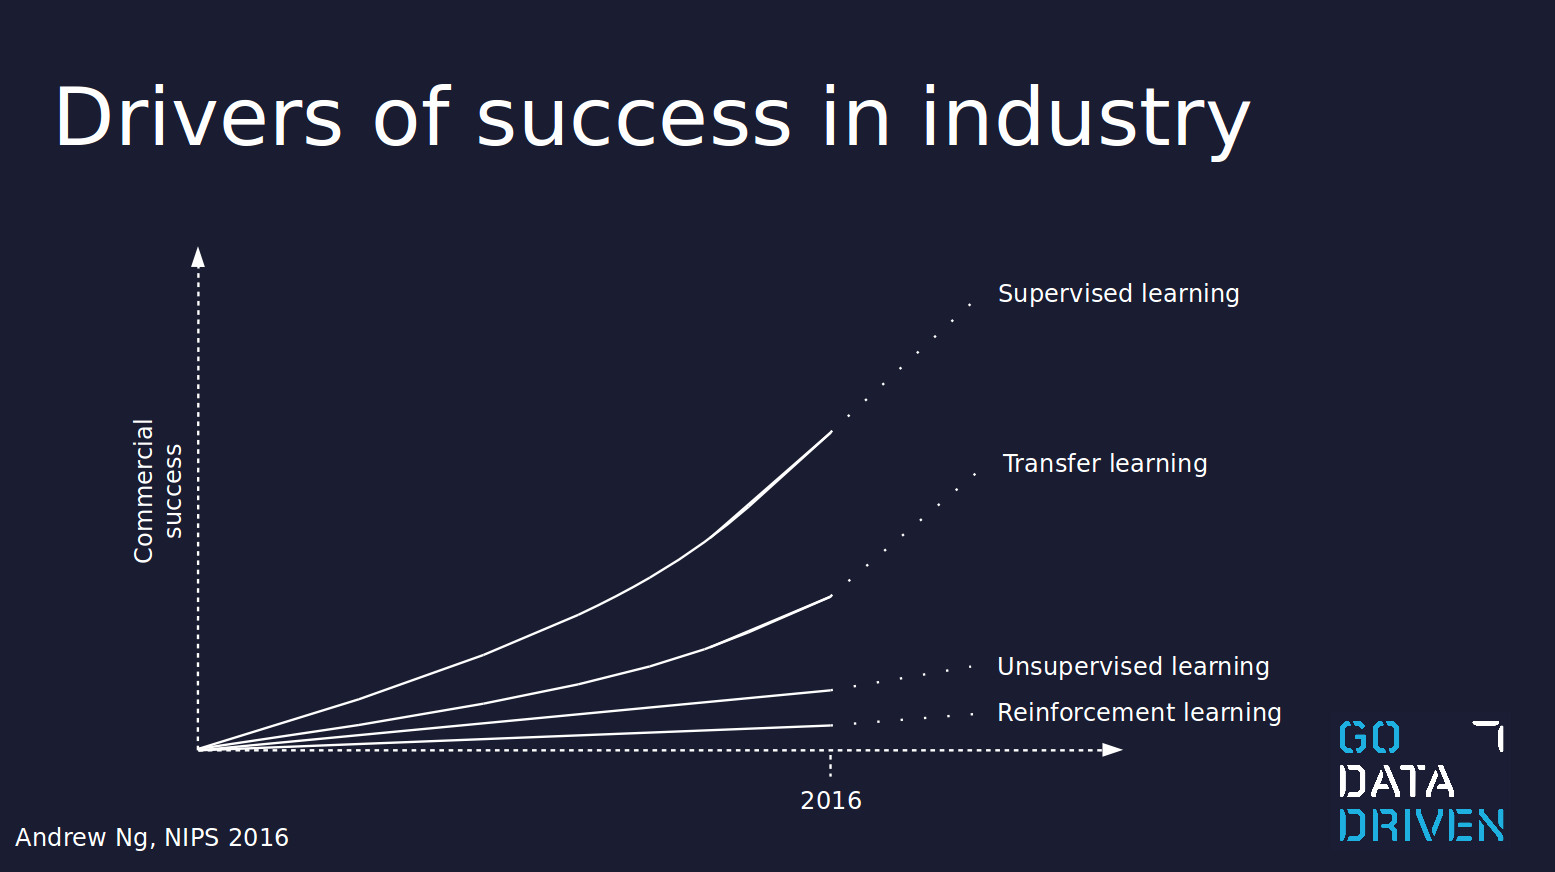 Drivers of success in industry
Commercial
success
Supervised learning
Transfer learning
Unsupervised learning
Reinforcement learning
2016
Andrew Ng, NIPS 2016
GO
DATA
DRIVEN